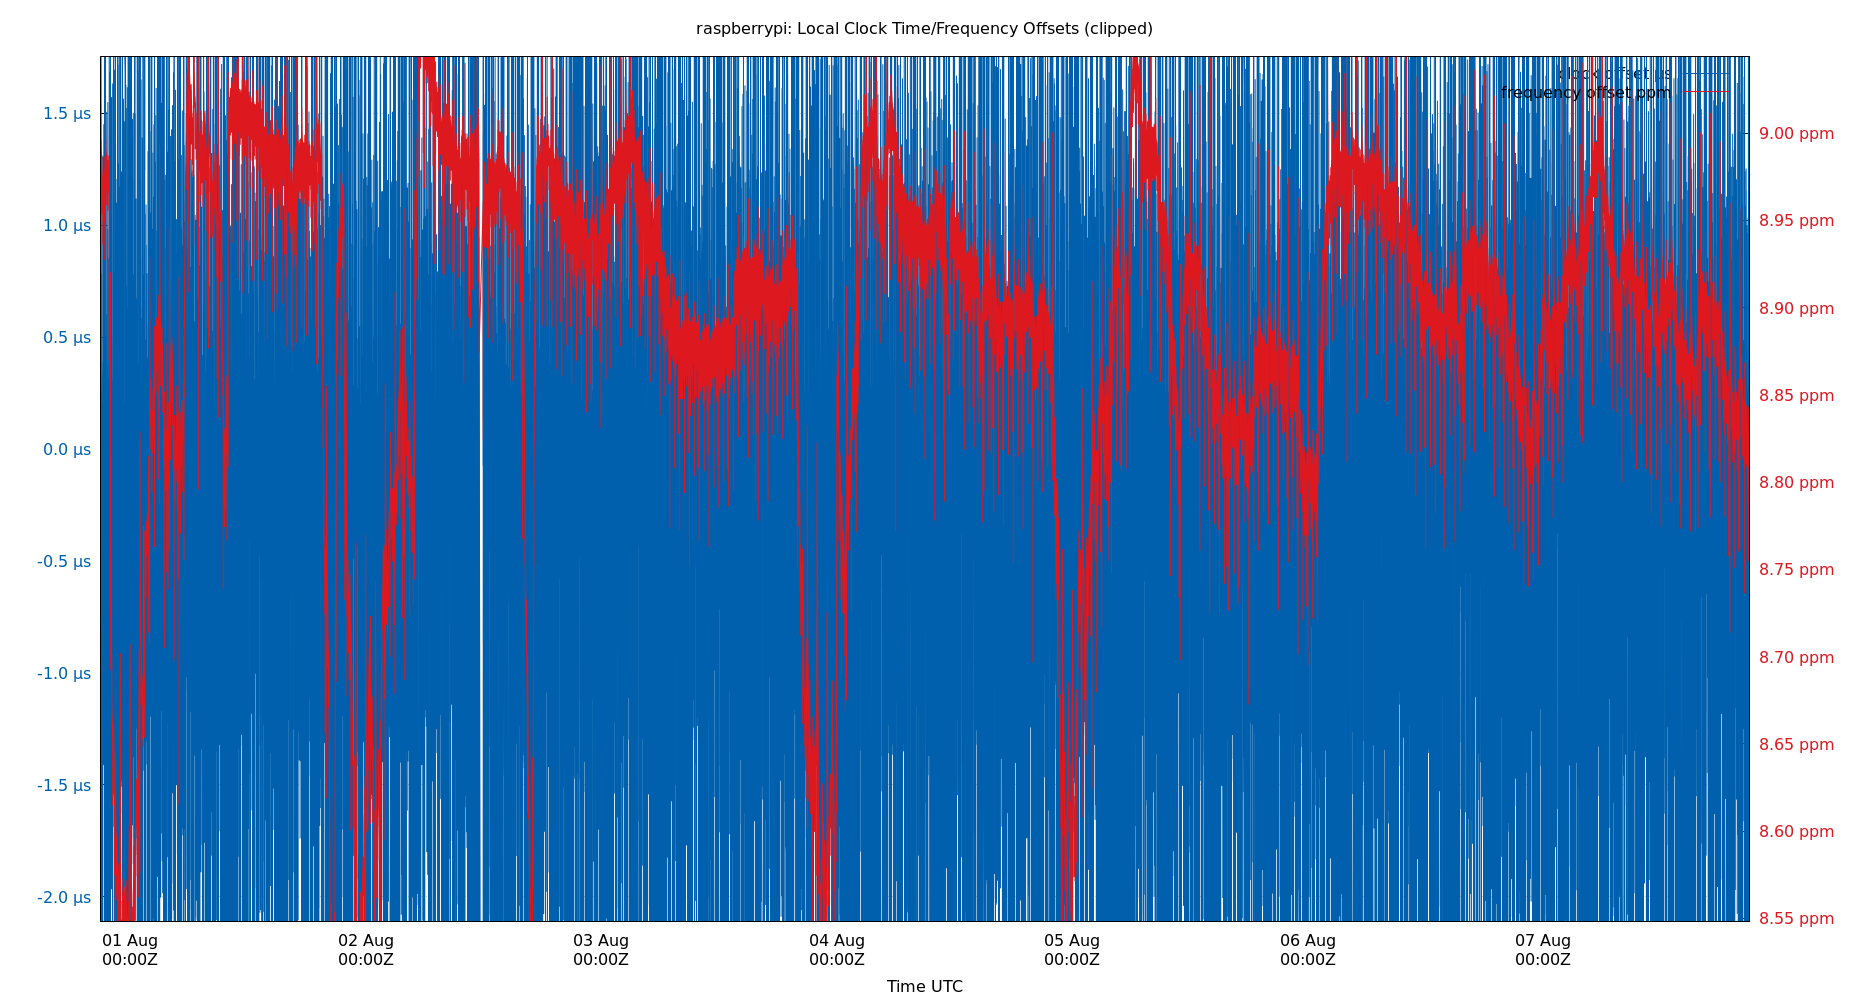 raspberrypi: Local Clock Time/Frequency Offsets (clipped)
clock offset µs
frequency offset ppm
1.5 µs
1.0 µs
0.5 µs
0.0 µs
-0.5 µs
-1.0 µs
-1.5 µs
-2.0 µs
9.00 ppm
8.95 ppm
8.90 ppm
8.85 ppm
8.80 ppm
8.75 ppm
8.70 ppm
8.65 ppm
8.60 ppm
8.55 ppm
01 Aug
00:00Z
02 Aug
00:00Z
03 Aug
00:00Z
04 Aug
00:00Z
05 Aug
00:00Z
06 Aug
00:00Z
07 Aug
00:00Z
Time UTC